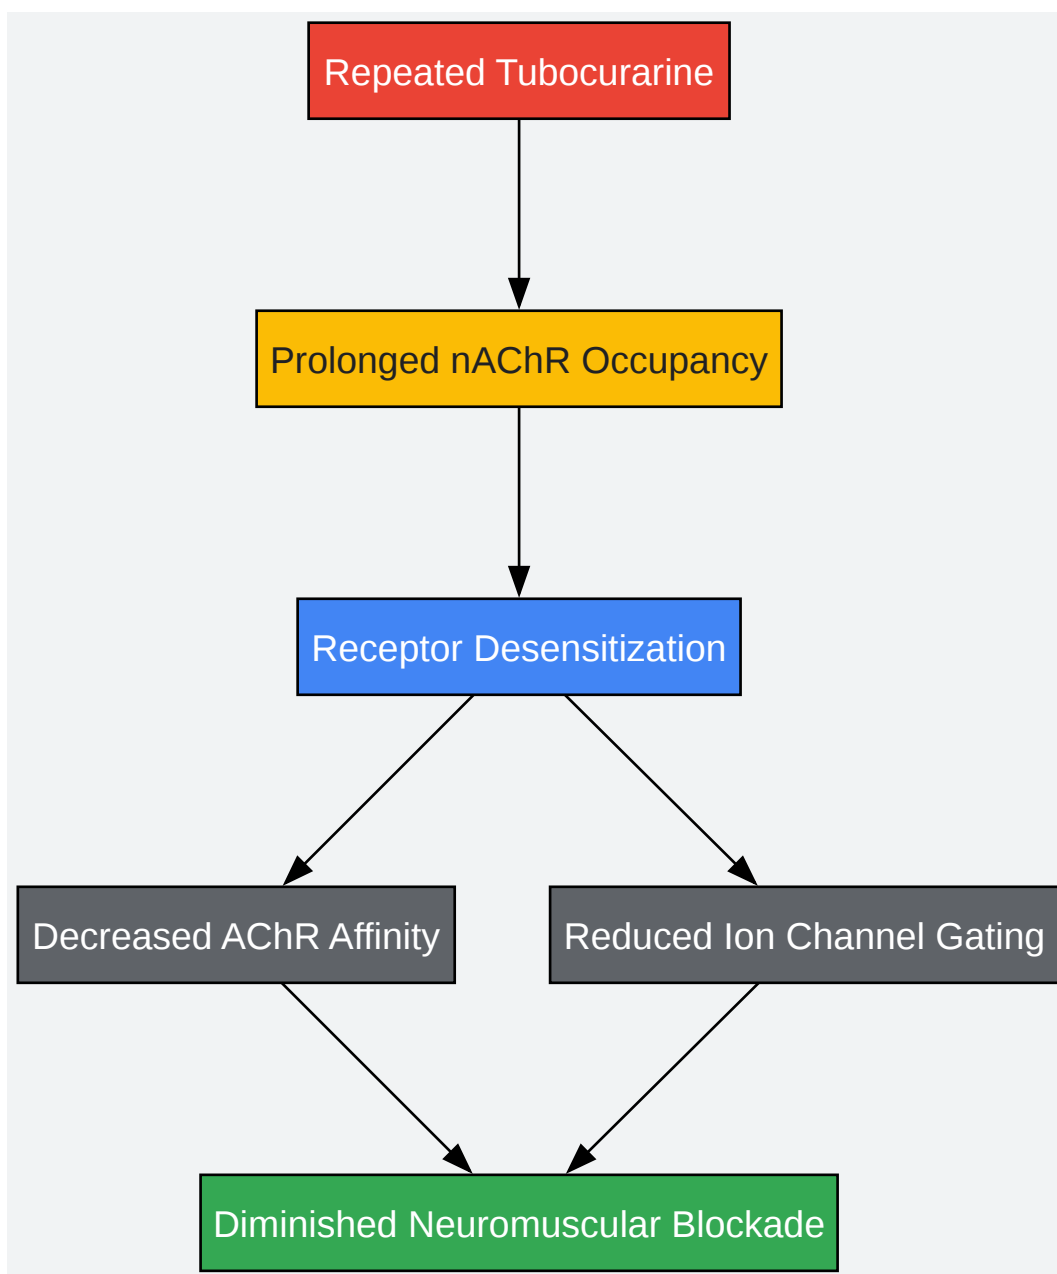 Repeated Tubocurarine
Prolonged nAChR Occupancy
Receptor Desensitization
Decreased AChR Affinity
Reduced Ion Channel Gating
Diminished Neuromuscular Blockade